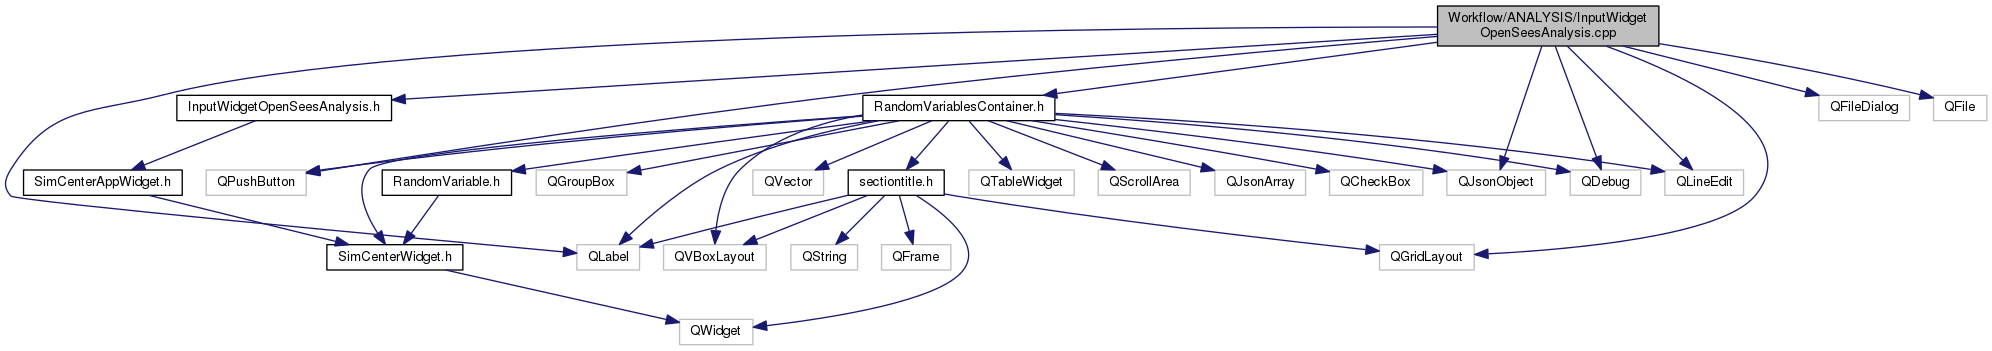 Workflow/ANALYSIS/InputWidget
OpenSeesAnalysis.cpp
InputWidgetOpenSeesAnalysis.h
RandomVariablesContainer.h
QFileDialog
QFile
SimCenterAppWidget.h
QPushButton
RandomVariable.h
QGroupBox
QVector
sectiontitle.h
QTableWidget
QScrollArea
QJsonArray
QCheckBox
QJsonObject
QDebug
QLineEdit
SimCenterWidget.h
QLabel
QVBoxLayout
QString
QFrame
QGridLayout
QWidget